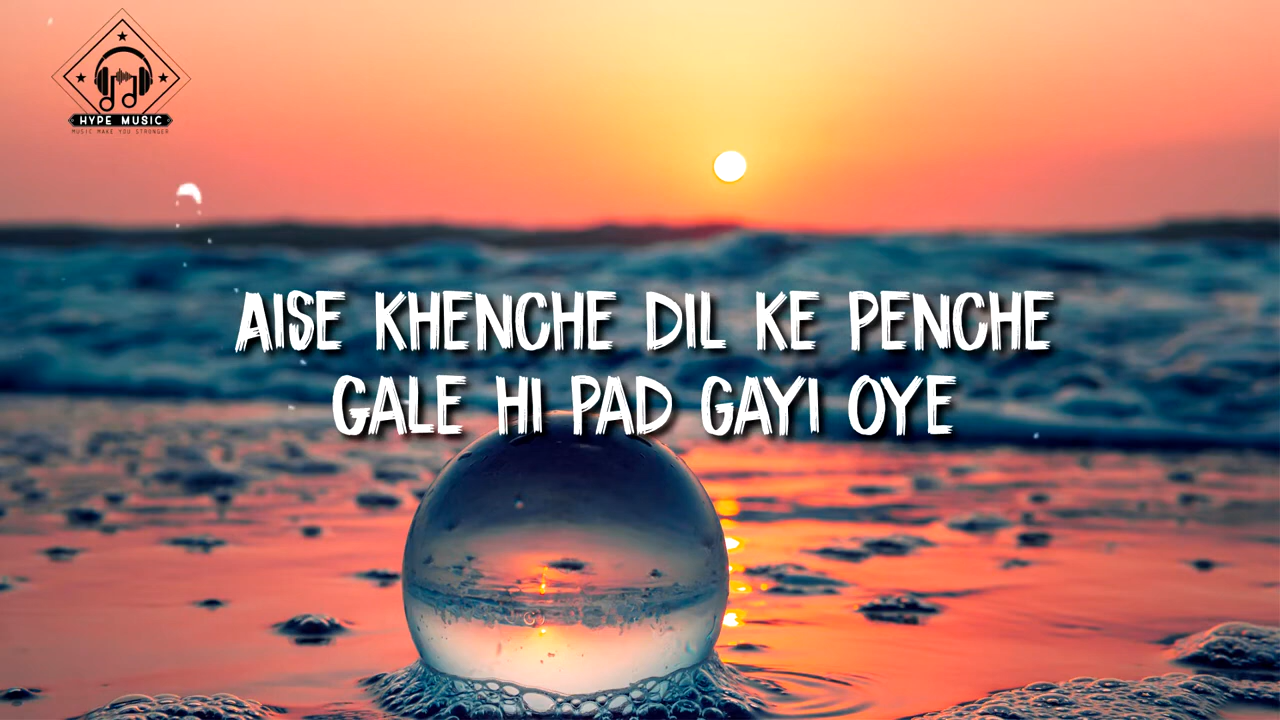 HYPE MUSIC
MUSIC MAKE YOU STRONGER
AISE KHENCHE DIL KE PENCHE
GALE HI PAD GAYI OYE